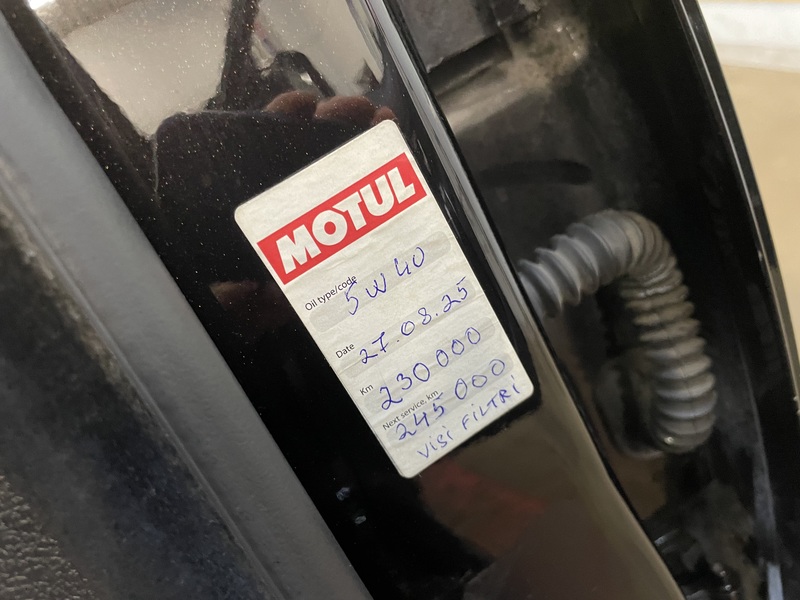 MOTUL
Oil type/code
5W40
Date
27.08.25
Km
230000
Next service, km
245000
VISI FILTRI